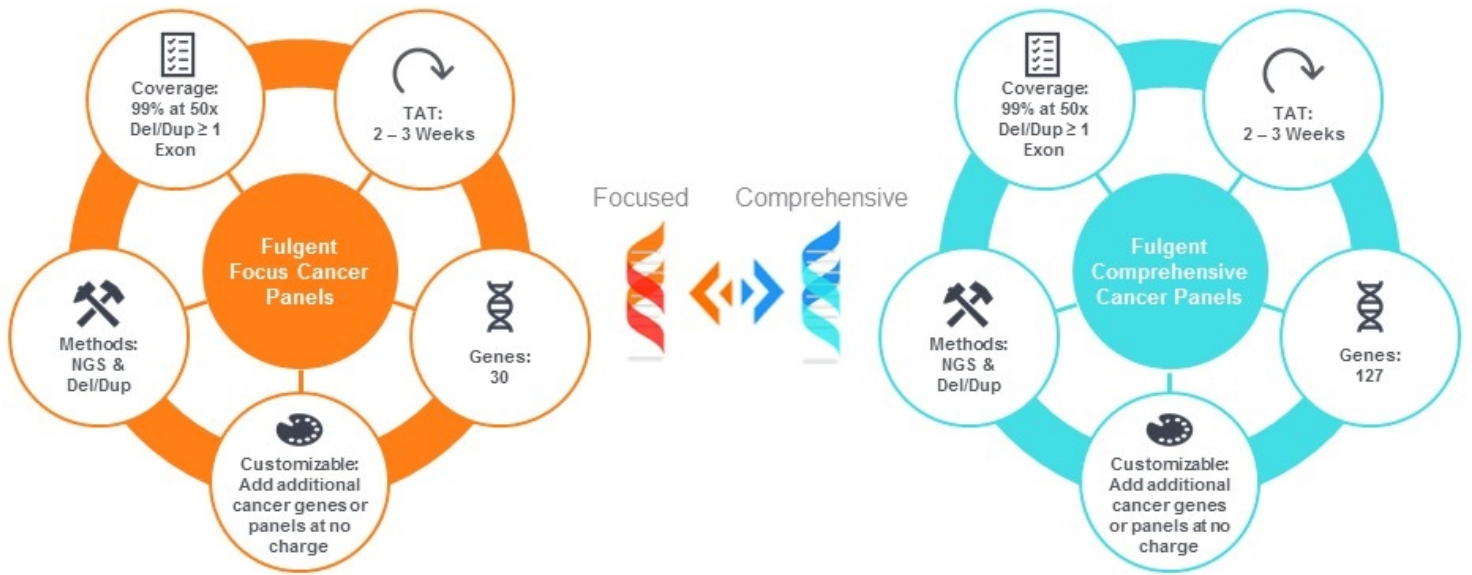 Coverage:
99% at 50x
Del/Dup ≥ 1
Exon
TAT:
2 – 3 Weeks
Fulgent
Focus Cancer
Panels
Methods:
NGS &
Del/Dup
Genes:
30
Customizable:
Add additional
cancer genes or
panels at no
charge
Focused
Comprehensive
Coverage:
99% at 50x
Del/Dup ≥ 1
Exon
TAT:
2 – 3 Weeks
Fulgent
Comprehensive
Cancer Panels
Methods:
NGS &
Del/Dup
Genes:
127
Customizable:
Add additional
cancer genes
or panels at no
charge